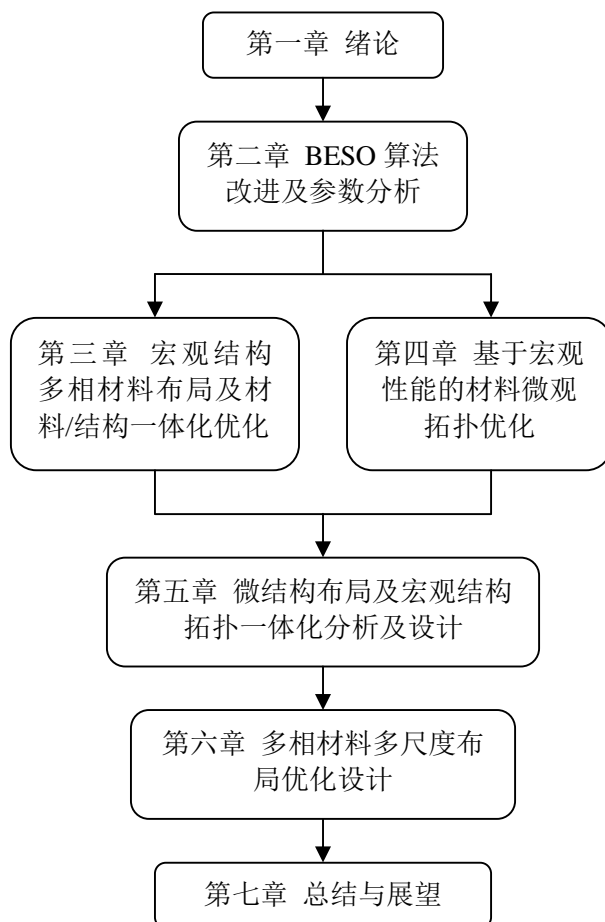 第一章 绪论
第二章 BESO 算法
改进及参数分析
第三章 宏观结构
多相材料布局及材
料/结构一体化优化
第四章 基于宏观
性能的材料微观
拓扑优化
第五章 微结构布局及宏观结构
拓扑一体化分析及设计
第六章 多相材料多尺度布
局优化设计
第七章 总结与展望